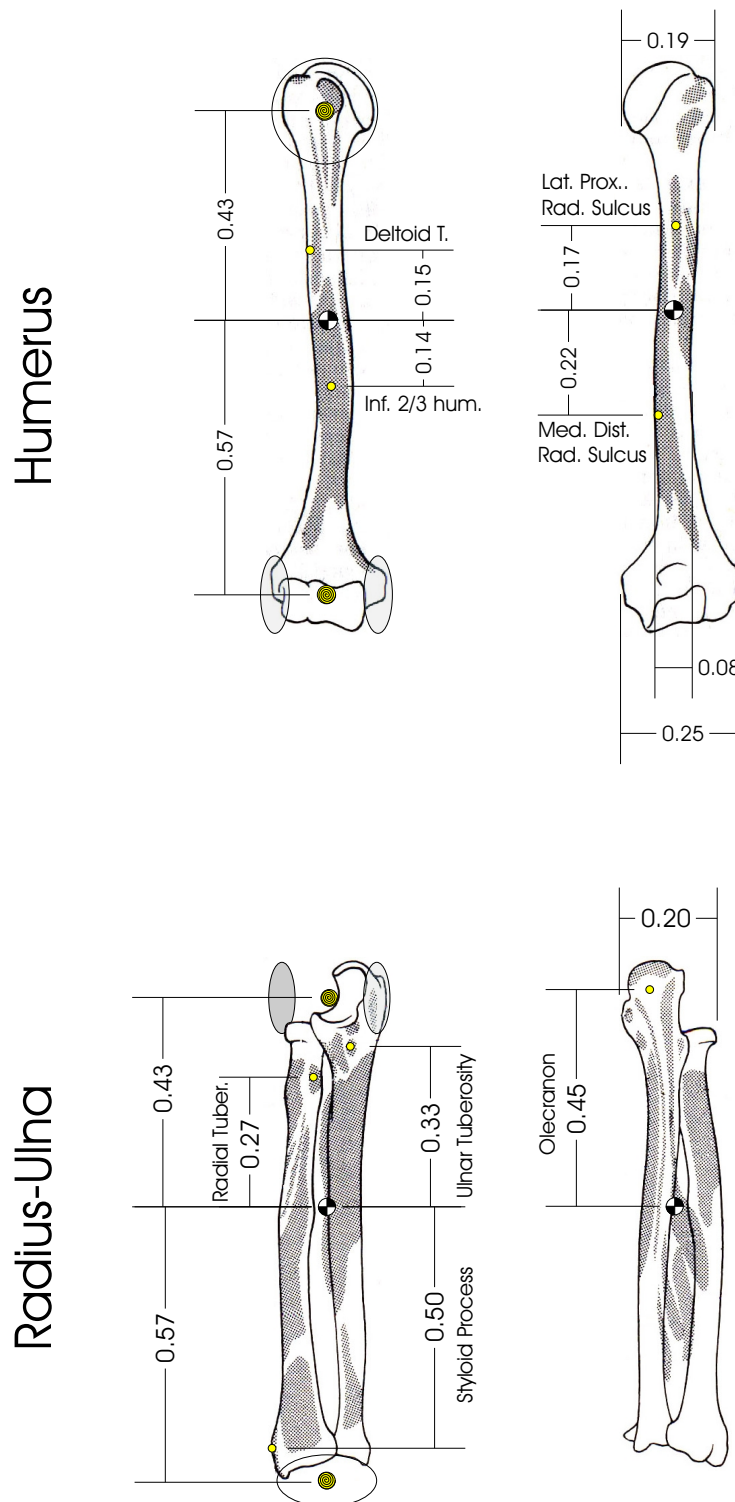 Humerus
0.19
0.43
Deltoid T.
0.15
0.14
Inf. 2/3 hum.
0.57
Lat. Prox..
Rad. Sulcus
0.17
0.22
Med. Dist.
Rad. Sulcus
0.08
0.25
Radius-Ulna
0.20
0.43
Radial Tuber.
0.27
0.33
Ulnar Tuberosity
Olecranon
0.45
0.57
0.50
Styloid Process